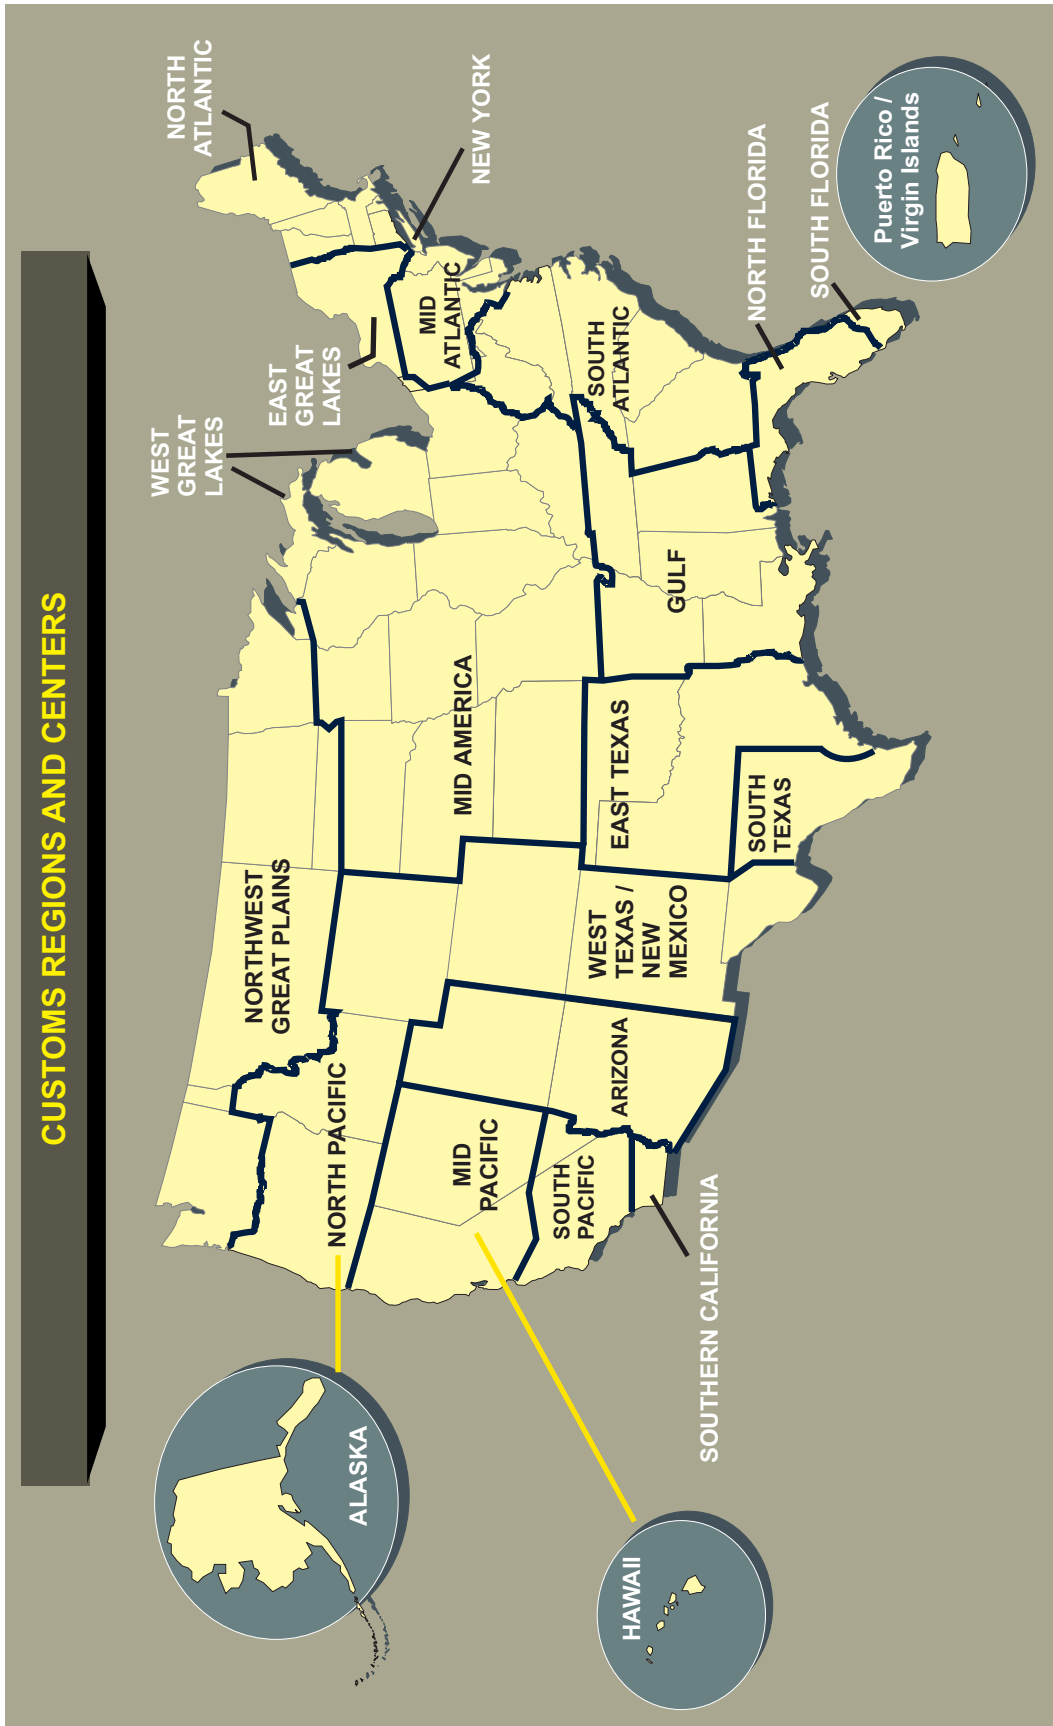 CUSTOMS REGIONS AND CENTERS
NORTH
ATLANTIC
WEST
GREAT
LAKES
EAST
GREAT
LAKES
NEW YORK
NORTHWEST
GREAT PLAINS
NORTH PACIFIC
MID
ATLANTIC
MID AMERICA
MID
PACIFIC
SOUTH
PACIFIC
ARIZONA
WEST
TEXAS /
NEW
MEXICO
EAST TEXAS
SOUTH
TEXAS
GULF
SOUTH
ATLANTIC
NORTH FLORIDA
SOUTH FLORIDA
SOUTHERN CALIFORNIA
ALASKA
HAWAII
Puerto Rico /
Virgin Islands